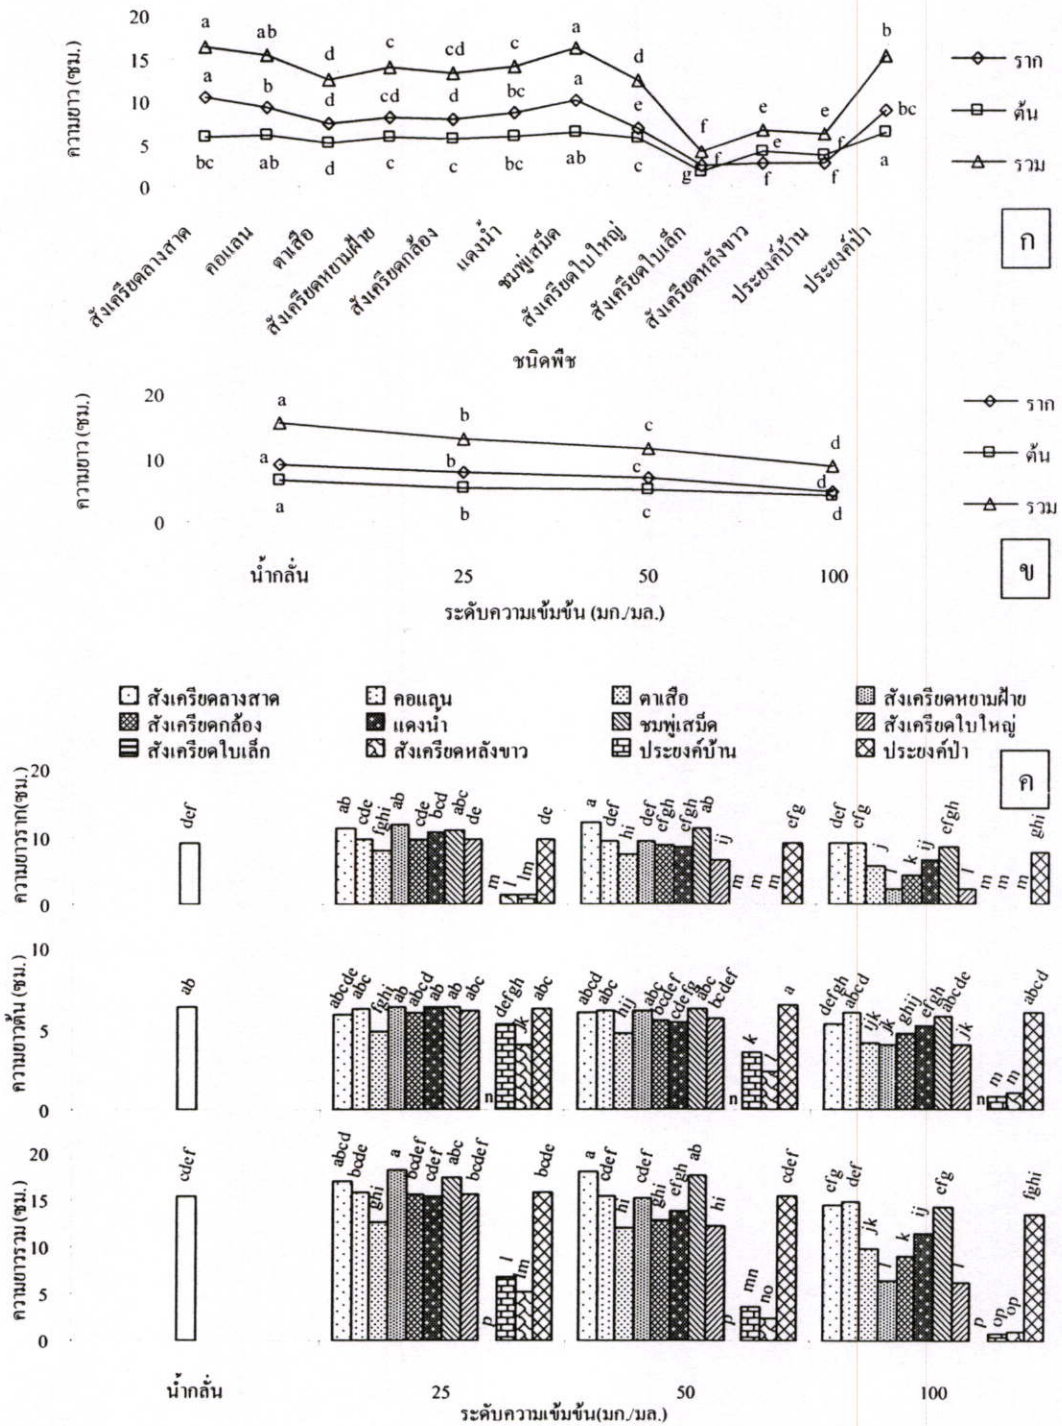 20
a ab d c cd c a d f e e b
15
a b d cd d bc a e f e f bc
10
5
bc ab d c c bc ab c g f f a
0
ความยาว (ซม.)
ราก
ต้น
รวม
ก
สังเครียดลางสาด
คอแลน
ตาเสือ
สังเครียดหยามฝ้าย
สังเครียดกล้อง
แดงน้ำ
ชมพู่เสม็ด
สังเครียดใบใหญ่
สังเครียดใบเล็ก
สังเครียดหลังขาว
ประยงค์บ้าน
ประยงค์ป่า
ชนิดพืช
ความยาว (ซม.)
20
10
0
a b c d
a b c d
a b c d
ราก
ต้น
รวม
ข
น้ำกลั่น 25 50 100
ระดับความเข้มข้น (มก./มล.)
สังเครียดลางสาด คอแลน ตาเสือ สังเครียดหยามฝ้าย
สังเครียดกล้อง แดงน้ำ ชมพู่เสม็ด สังเครียดใบใหญ่
สังเครียดใบเล็ก สังเครียดหลังขาว ประยงค์บ้าน ประยงค์ป่า
ค
ความยาวราก(ซม.)
20
10
0
def
ab cde fghi ab cde bcd abc de m l lm de
a def hi def efgh efgh ab ij m m m efg
def efg j l k ij efgh l m m m ghi
ความยาวต้น (ซม.)
10
5
0
ab
abcde abc fghi ab abcd ab ab abc n defgh jk abc
abcd abc hij abc bcdef cdefg abc bcdef n k l a
defgh abcd ijk jk ghij efgh abcde jk n m m abcd
ความยาวรวม (ซม.)
20
15
10
5
0
cdef
abcd bcde ghi a bcdef cdef abc bcdef p l lm bcde
a cdef hi cdef ghi efgh ab hi p mn no cdef
efg def jk l k ij efg l p op op fghi
น้ำกลั่น 25 50 100
ระดับความเข้มข้น(มก./มล.)